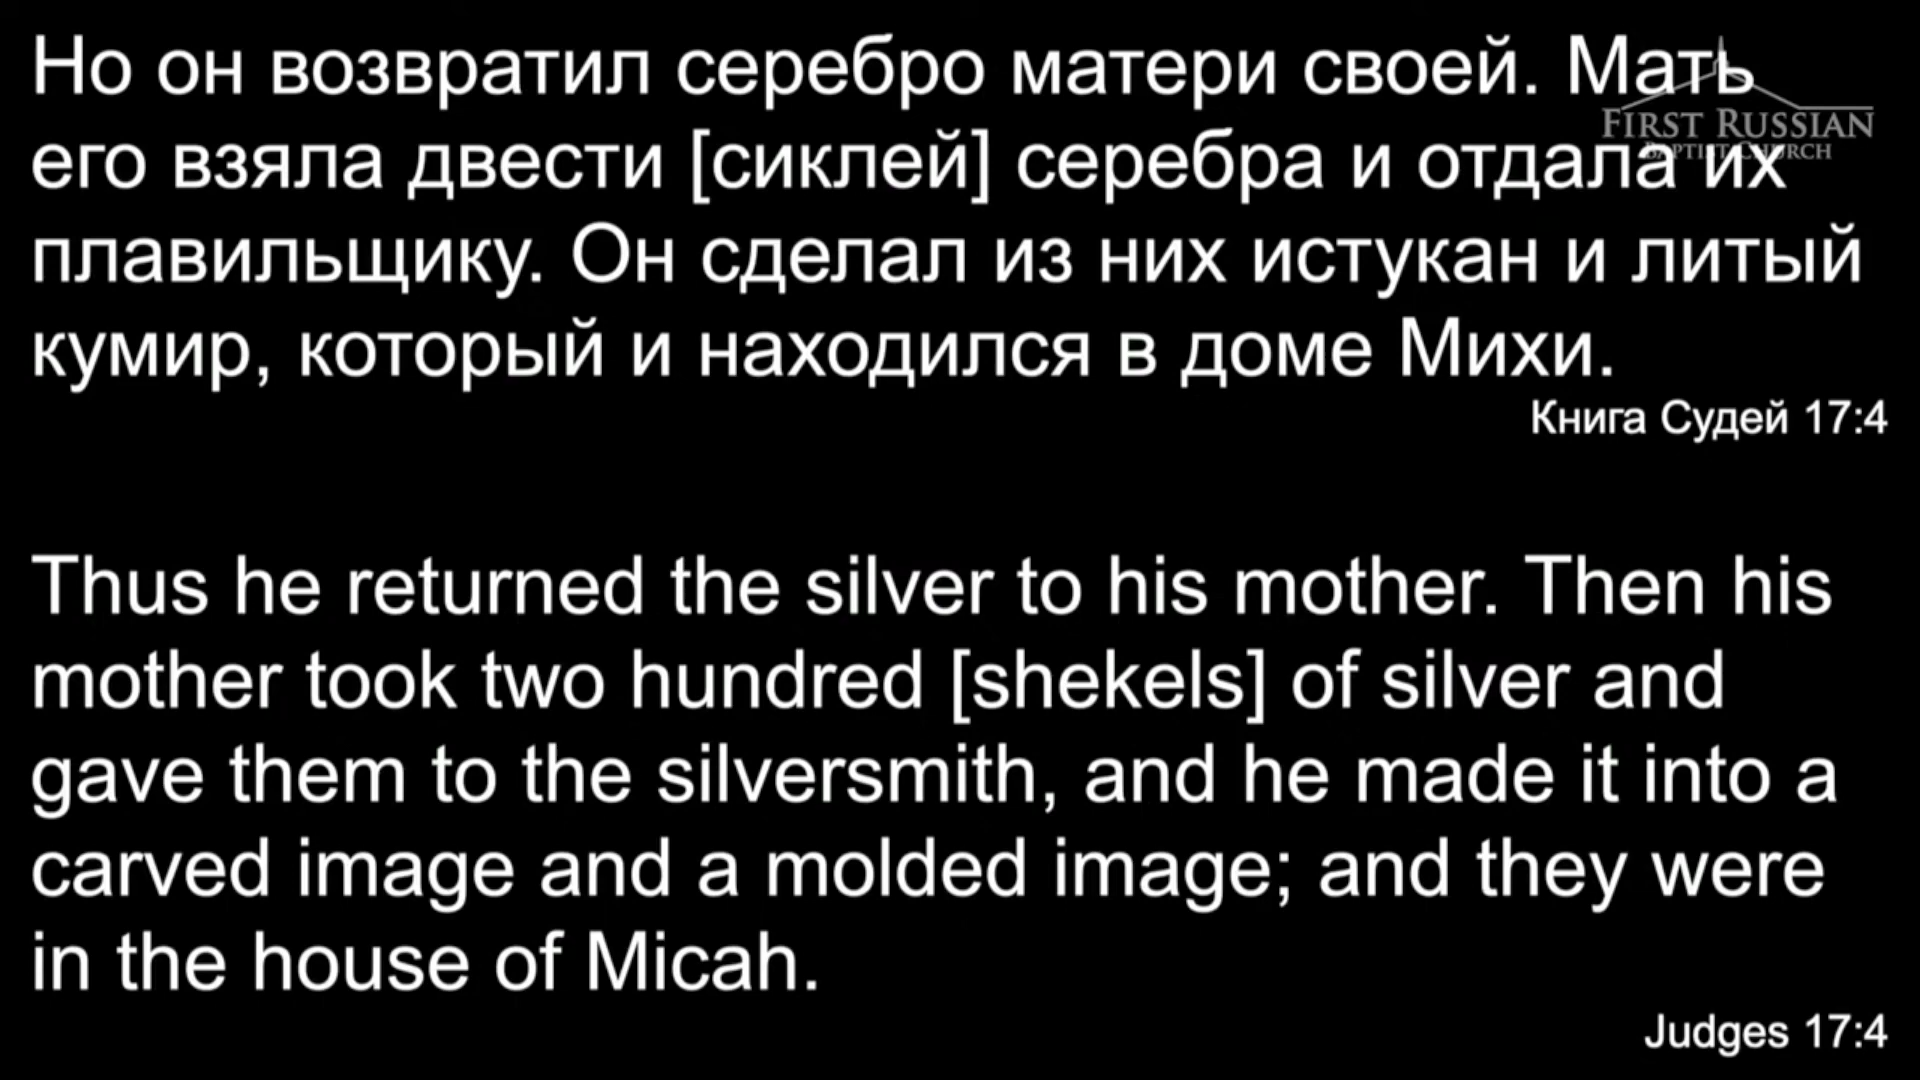 Но он возвратил серебро матери своей. Мать
его взяла двести [сиклей] серебра и отдала их
плавильщику. Он сделал из них истукан и литый
кумир, который и находился в доме Михи.
Книга Судей 17:4
FIRST RUSSIAN
BAPTIST CHURCH
Thus he returned the silver to his mother. Then his
mother took two hundred [shekels] of silver and
gave them to the silversmith, and he made it into a
carved image and a molded image; and they were
in the house of Micah.
Judges 17:4